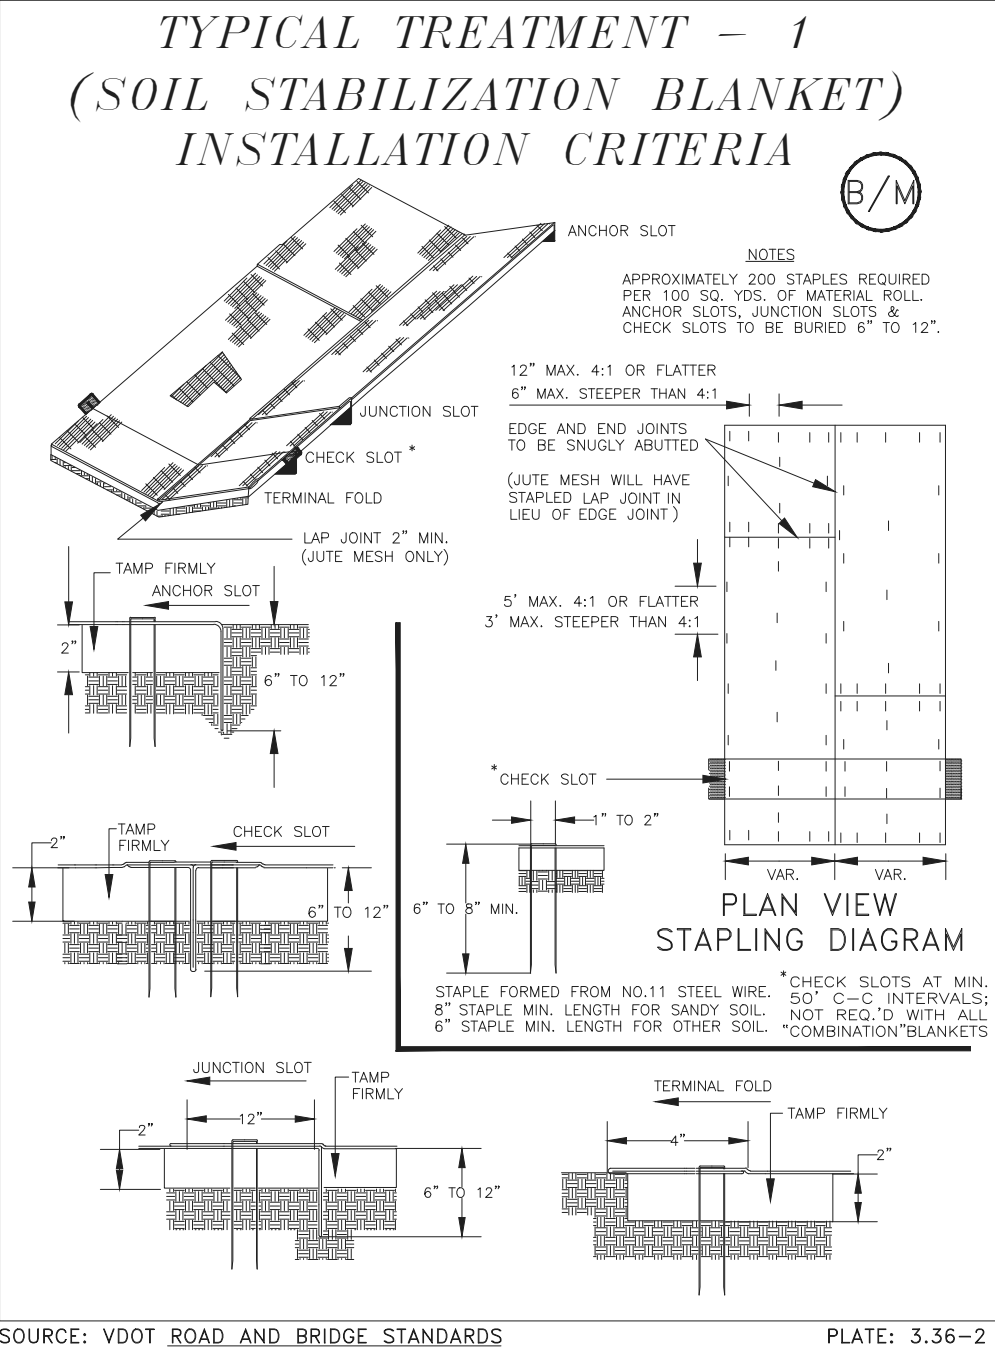 TYPICAL TREATMENT - 1
(SOIL STABILIZATION BLANKET)
INSTALLATION CRITERIA
B/M
ANCHOR SLOT
NOTES
APPROXIMATELY 200 STAPLES REQUIRED
PER 100 SQ. YDS. OF MATERIAL ROLL.
ANCHOR SLOTS, JUNCTION SLOTS &
CHECK SLOTS TO BE BURIED 6" TO 12".
12" MAX. 4:1 OR FLATTER
6" MAX. STEEPER THAN 4:1
JUNCTION SLOT
EDGE AND END JOINTS
TO BE SNUGLY ABUTTED
CHECK SLOT *
(JUTE MESH WILL HAVE
STAPLED LAP JOINT IN
LIEU OF EDGE JOINT)
TERMINAL FOLD
LAP JOINT 2" MIN.
(JUTE MESH ONLY)
TAMP FIRMLY
ANCHOR SLOT
2"
6" TO 12"
5' MAX. 4:1 OR FLATTER
3' MAX. STEEPER THAN 4:1
*CHECK SLOT
1" TO 2"
6" TO 8" MIN.
VAR.
VAR.
PLAN VIEW
STAPLING DIAGRAM
2"
TAMP
FIRMLY
CHECK SLOT
6" TO 12"
STAPLE FORMED FROM NO.11 STEEL WIRE.
8" STAPLE MIN. LENGTH FOR SANDY SOIL.
6" STAPLE MIN. LENGTH FOR OTHER SOIL.
*CHECK SLOTS AT MIN.
50' C-C INTERVALS;
NOT REQ.'D WITH ALL
"COMBINATION"BLANKETS
JUNCTION SLOT
TAMP
FIRMLY
12"
2"
6" TO 12"
TERMINAL FOLD
TAMP FIRMLY
4"
2"
SOURCE: VDOT ROAD AND BRIDGE STANDARDS
PLATE: 3.36-2